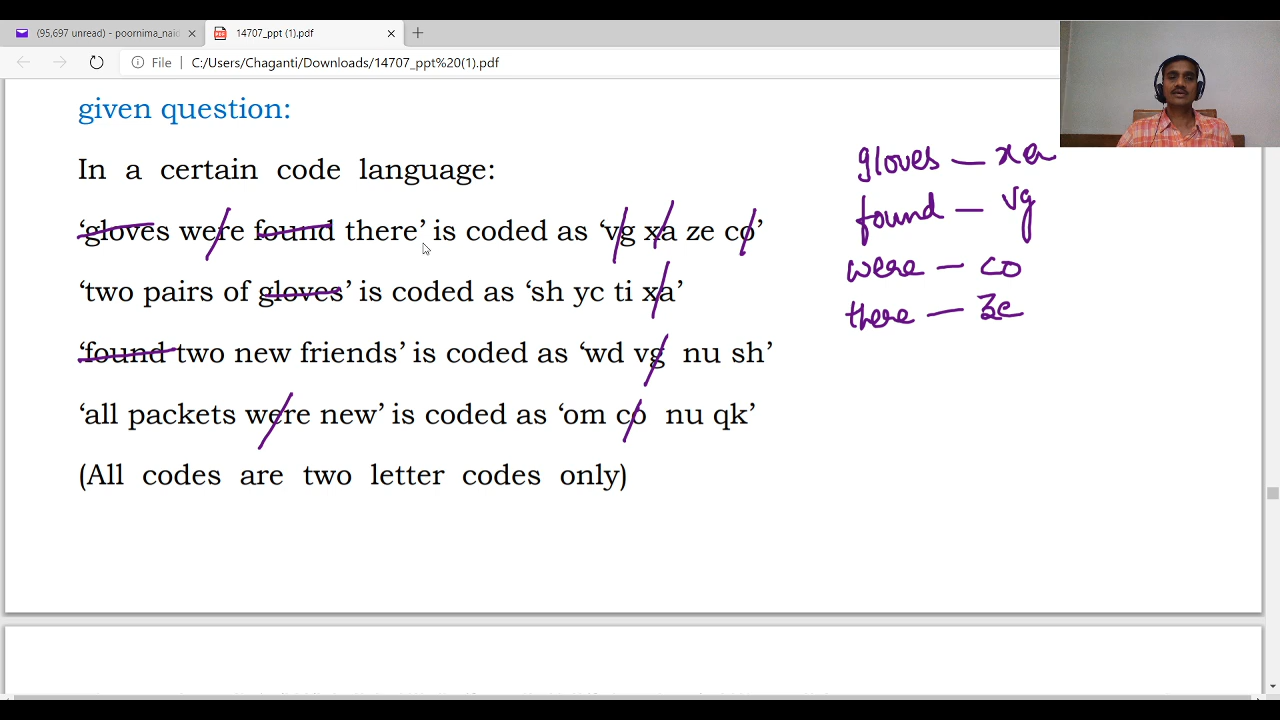 (95,697 unread) - poornima_naid
14707_ppt (1).pdf
File | C:/Users/Chaganti/Downloads/14707_ppt%20(1).pdf
given question:
In a certain code language:
‘gloves were found there’ is coded as ‘vg xa ze co’
‘two pairs of gloves’ is coded as ‘sh yc ti xa’
‘found two new friends’ is coded as ‘wd vg nu sh’
‘all packets were new’ is coded as ‘om co nu qk’
(All codes are two letter codes only)
gloves — xa
found — vg
were — co
there — ze